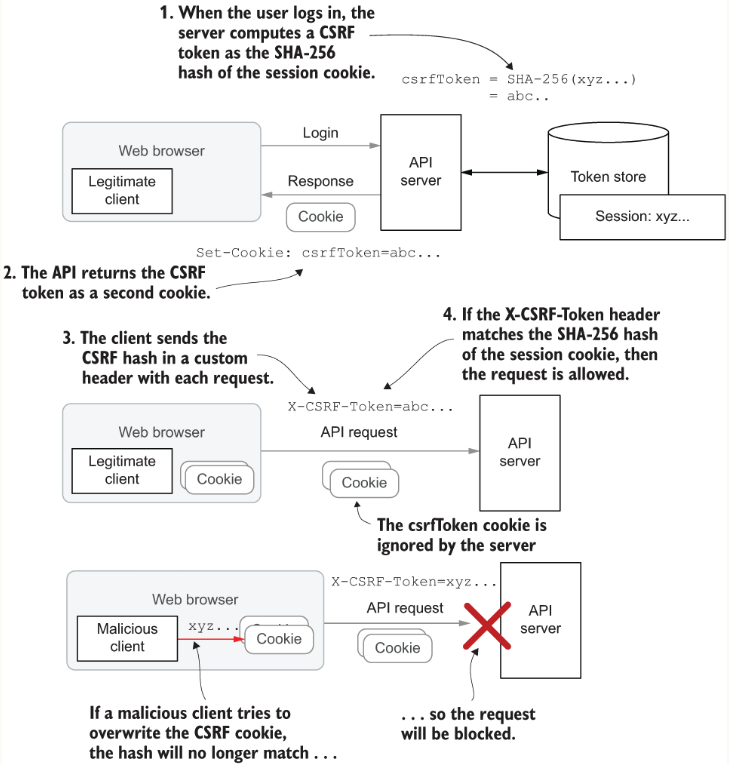 1. When the user logs in, the
server computes a CSRF
token as the SHA-256
hash of the session cookie.
csrfToken = SHA-256(xyz...)
= abc..
Web browser
Legitimate
client
Login
Response
Cookie
API
server
Token store
Session: xyz...
Set-Cookie: csrfToken=abc...
2. The API returns the CSRF
token as a second cookie.
3. The client sends the
CSRF hash in a custom
header with each request.
4. If the X-CSRF-Token header
matches the SHA-256 hash
of the session cookie, then
the request is allowed.
X-CSRF-Token=abc...
Web browser
Legitimate
client
Cookie
API request
Cookie
API
server
The csrfToken cookie is
ignored by the server
X-CSRF-Token=xyz...
Web browser
Malicious
client
xyz...
Cookie
API request
Cookie
API
server
If a malicious client tries to
overwrite the CSRF cookie,
the hash will no longer match . . .
. . . so the request
will be blocked.